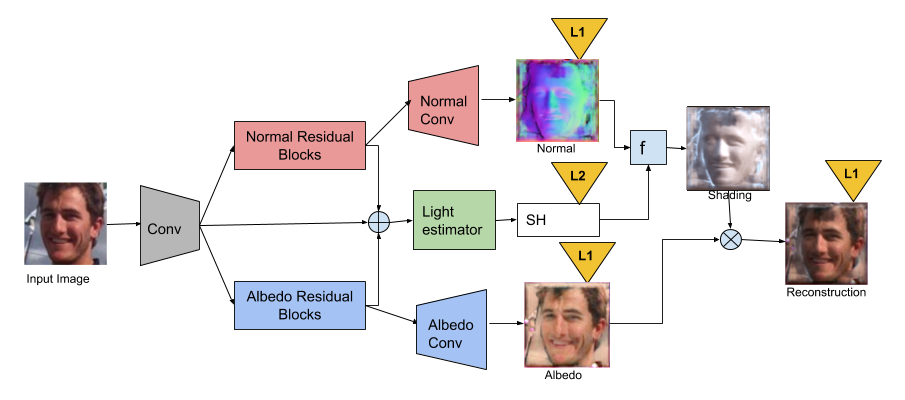 L1
Normal
Conv
Normal
Normal Residual
Blocks
f
Shading
L2
L1
Input Image
Conv
Light
estimator
SH
Reconstruction
L1
Albedo Residual
Blocks
Albedo
Conv
Albedo